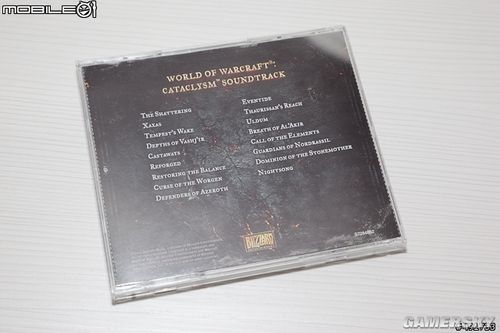 MOBILE01
WORLD OF WARCRAFT®:
CATACLYSM™ SOUNDTRACK
THE SHATTERING
XAXAS
TEMPEST'S WAKE
DEPTHS OF VASHJ'IR
CASTAWAYS
REFORGED
RESTORING THE BALANCE
CURSE OF THE WORGEN
DEFENDERS OF AZEROTH
EVENTIDE
THAURISSAN'S REACH
ULDUM
BREATH OF AL'AKIR
CALL OF THE ELEMENTS
GUARDIANS OF NORDRASSIL
DOMINION OF THE STONEMOTHER
NIGHTSONG
BLIZZARD
ENTERTAINMENT
GAMERSKY